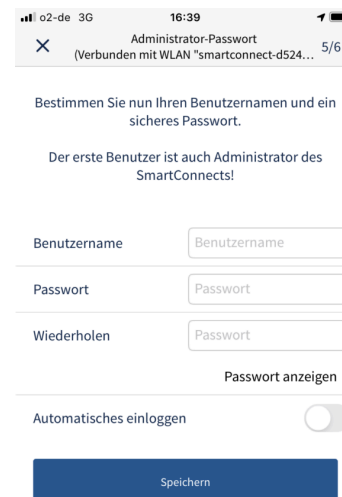 o2-de 3G 16:39
Administrator-Passwort
(Verbunden mit WLAN "smartconnect-d524... 5/6
Bestimmen Sie nun Ihren Benutzernamen und ein
sicheres Passwort.
Der erste Benutzer ist auch Administrator des
SmartConnects!
Benutzername Benutzername
Passwort Passwort
Wiederholen Passwort
Passwort anzeigen
Automatisches einloggen
Speichern